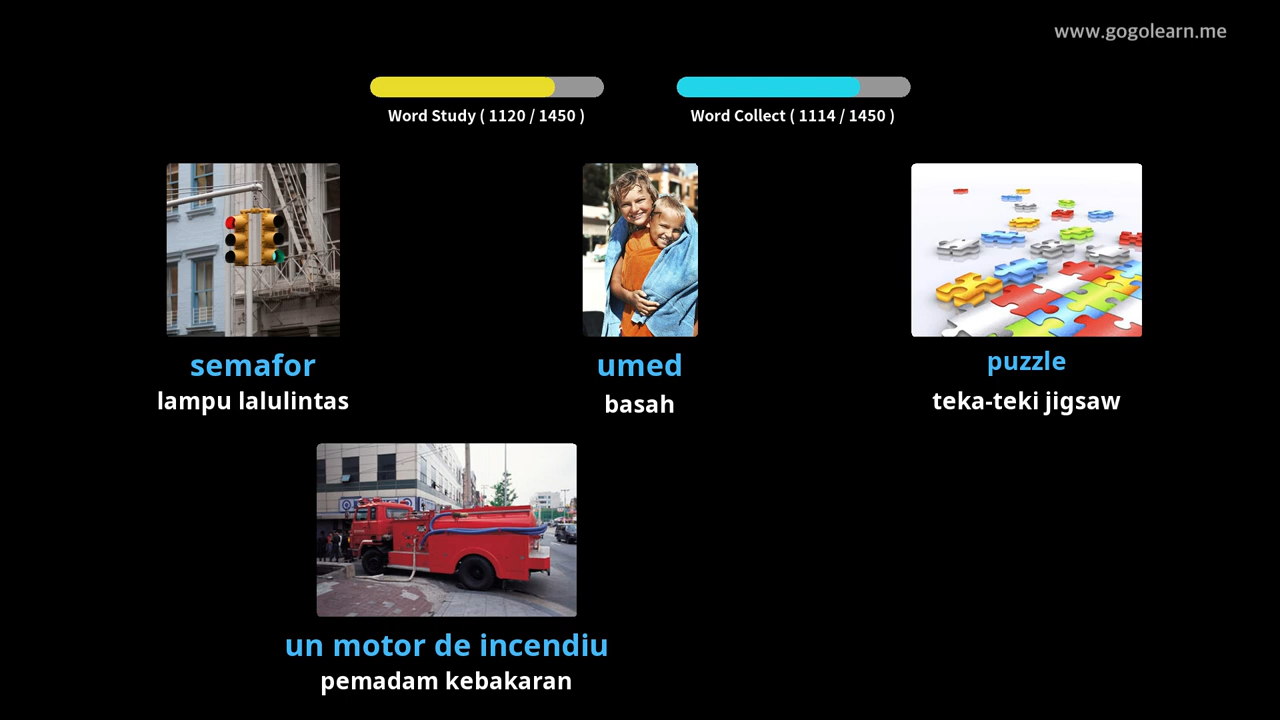 www.gogolearn.me
Word Study ( 1120 / 1450 )
Word Collect ( 1114 / 1450 )
semafor
lampu lalulintas
umed
basah
puzzle
teka-teki jigsaw
un motor de incendiu
pemadam kebakaran